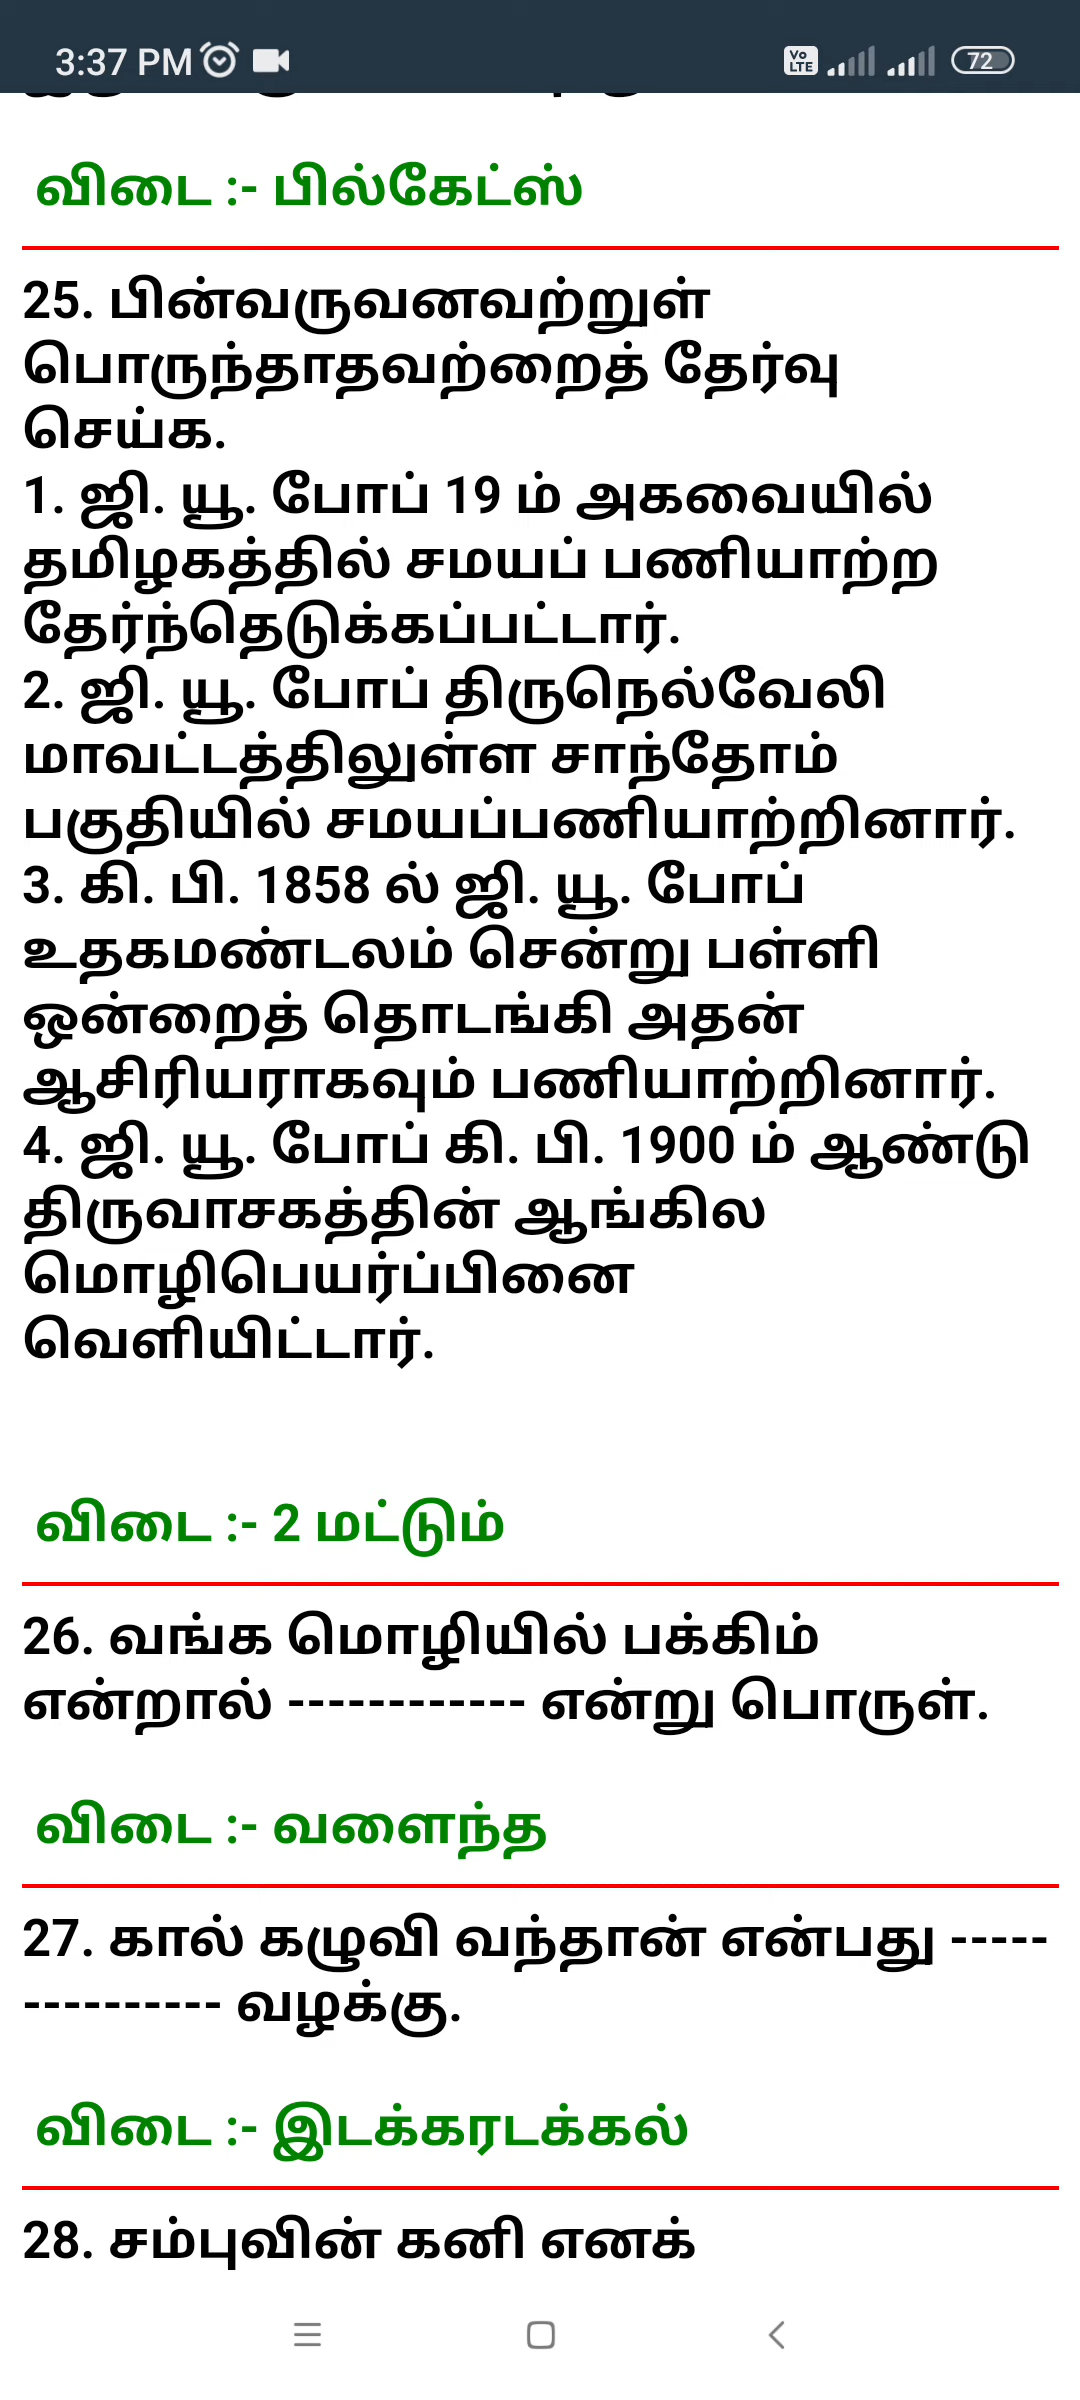 3:37 PM
Vo LTE 72
விடை :- பில்கேட்ஸ்
25. பின்வருவனவற்றுள்
பொருந்தாதவற்றைத் தேர்வு
செய்க.
1. ஜி. யூ. போப் 19 ம் அகவையில்
தமிழகத்தில் சமயப் பணியாற்ற
தேர்ந்தெடுக்கப்பட்டார்.
2. ஜி. யூ. போப் திருநெல்வேலி
மாவட்டத்திலுள்ள சாந்தோம்
பகுதியில் சமயப்பணியாற்றினார்.
3. கி. பி. 1858 ல் ஜி. யூ. போப்
உதகமண்டலம் சென்று பள்ளி
ஒன்றைத் தொடங்கி அதன்
ஆசிரியராகவும் பணியாற்றினார்.
4. ஜி. யூ. போப் கி. பி. 1900 ம் ஆண்டு
திருவாசகத்தின் ஆங்கில
மொழிபெயர்ப்பினை
வெளியிட்டார்.
விடை :- 2 மட்டும்
26. வங்க மொழியில் பக்கிம்
என்றால் ------------ என்று பொருள்.
விடை :- வளைந்த
27. கால் கழுவி வந்தான் என்பது -----
---------- வழக்கு.
விடை :- இடக்கரடக்கல்
28. சம்புவின் கனி எனக்